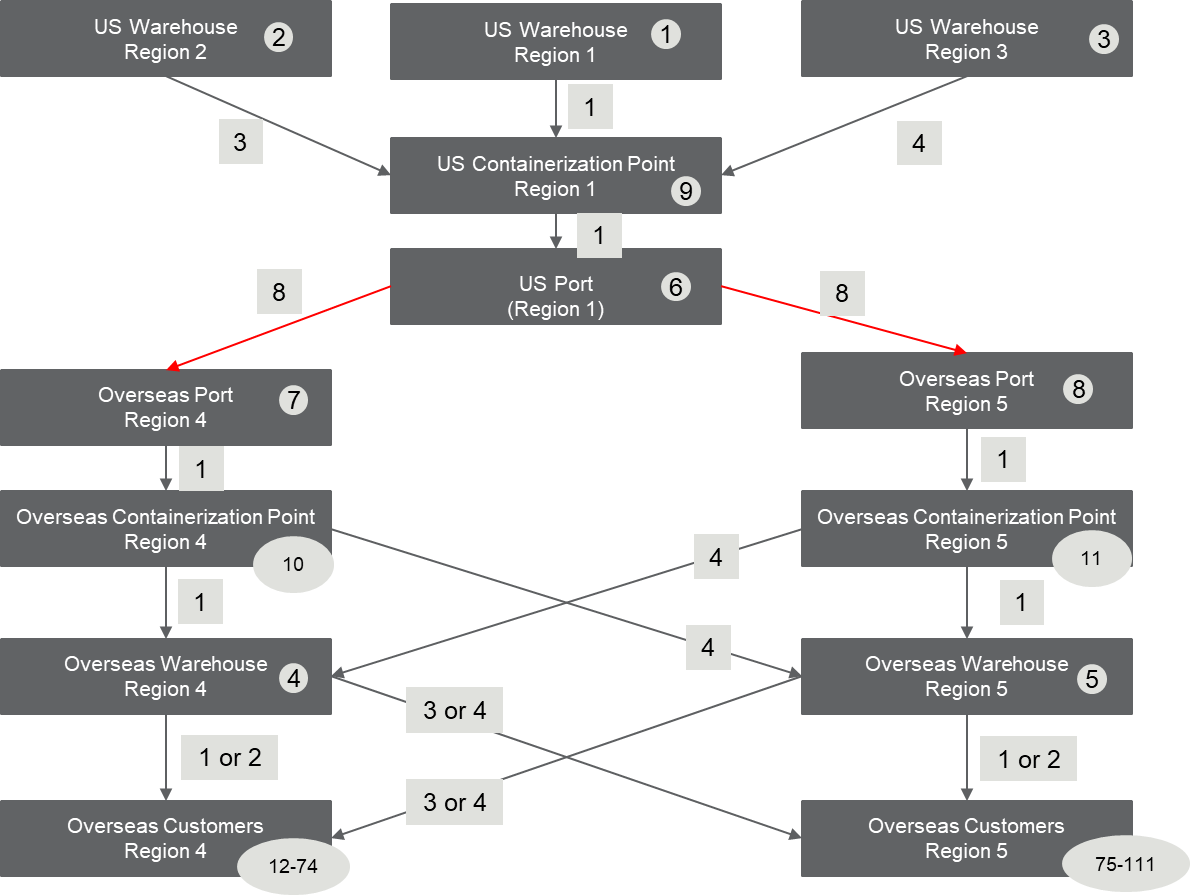 US Warehouse
Region 2
2
US Warehouse
Region 1
1
US Warehouse
Region 3
3
3
1
4
US Containerization Point
Region 1
9
1
US Port
(Region 1)
6
8
8
Overseas Port
Region 4
7
Overseas Port
Region 5
8
1
1
Overseas Containerization Point
Region 4
10
Overseas Containerization Point
Region 5
11
4
1
1
4
Overseas Warehouse
Region 4
4
Overseas Warehouse
Region 5
5
3 or 4
1 or 2
1 or 2
3 or 4
Overseas Customers
Region 4
12-74
Overseas Customers
Region 5
75-111